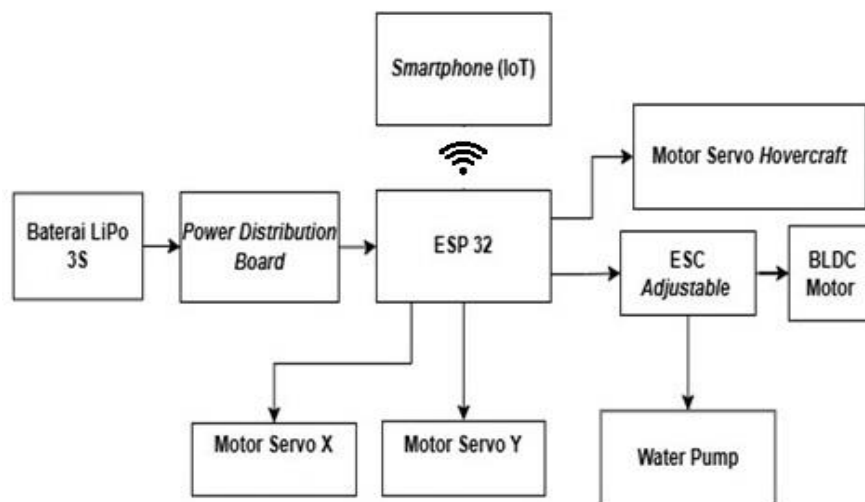 Smartphone (IoT)
Motor Servo Hovercraft
Baterai LiPo
3S
Power Distribution
Board
ESP 32
ESC
Adjustable
BLDC
Motor
Motor Servo X
Motor Servo Y
Water Pump